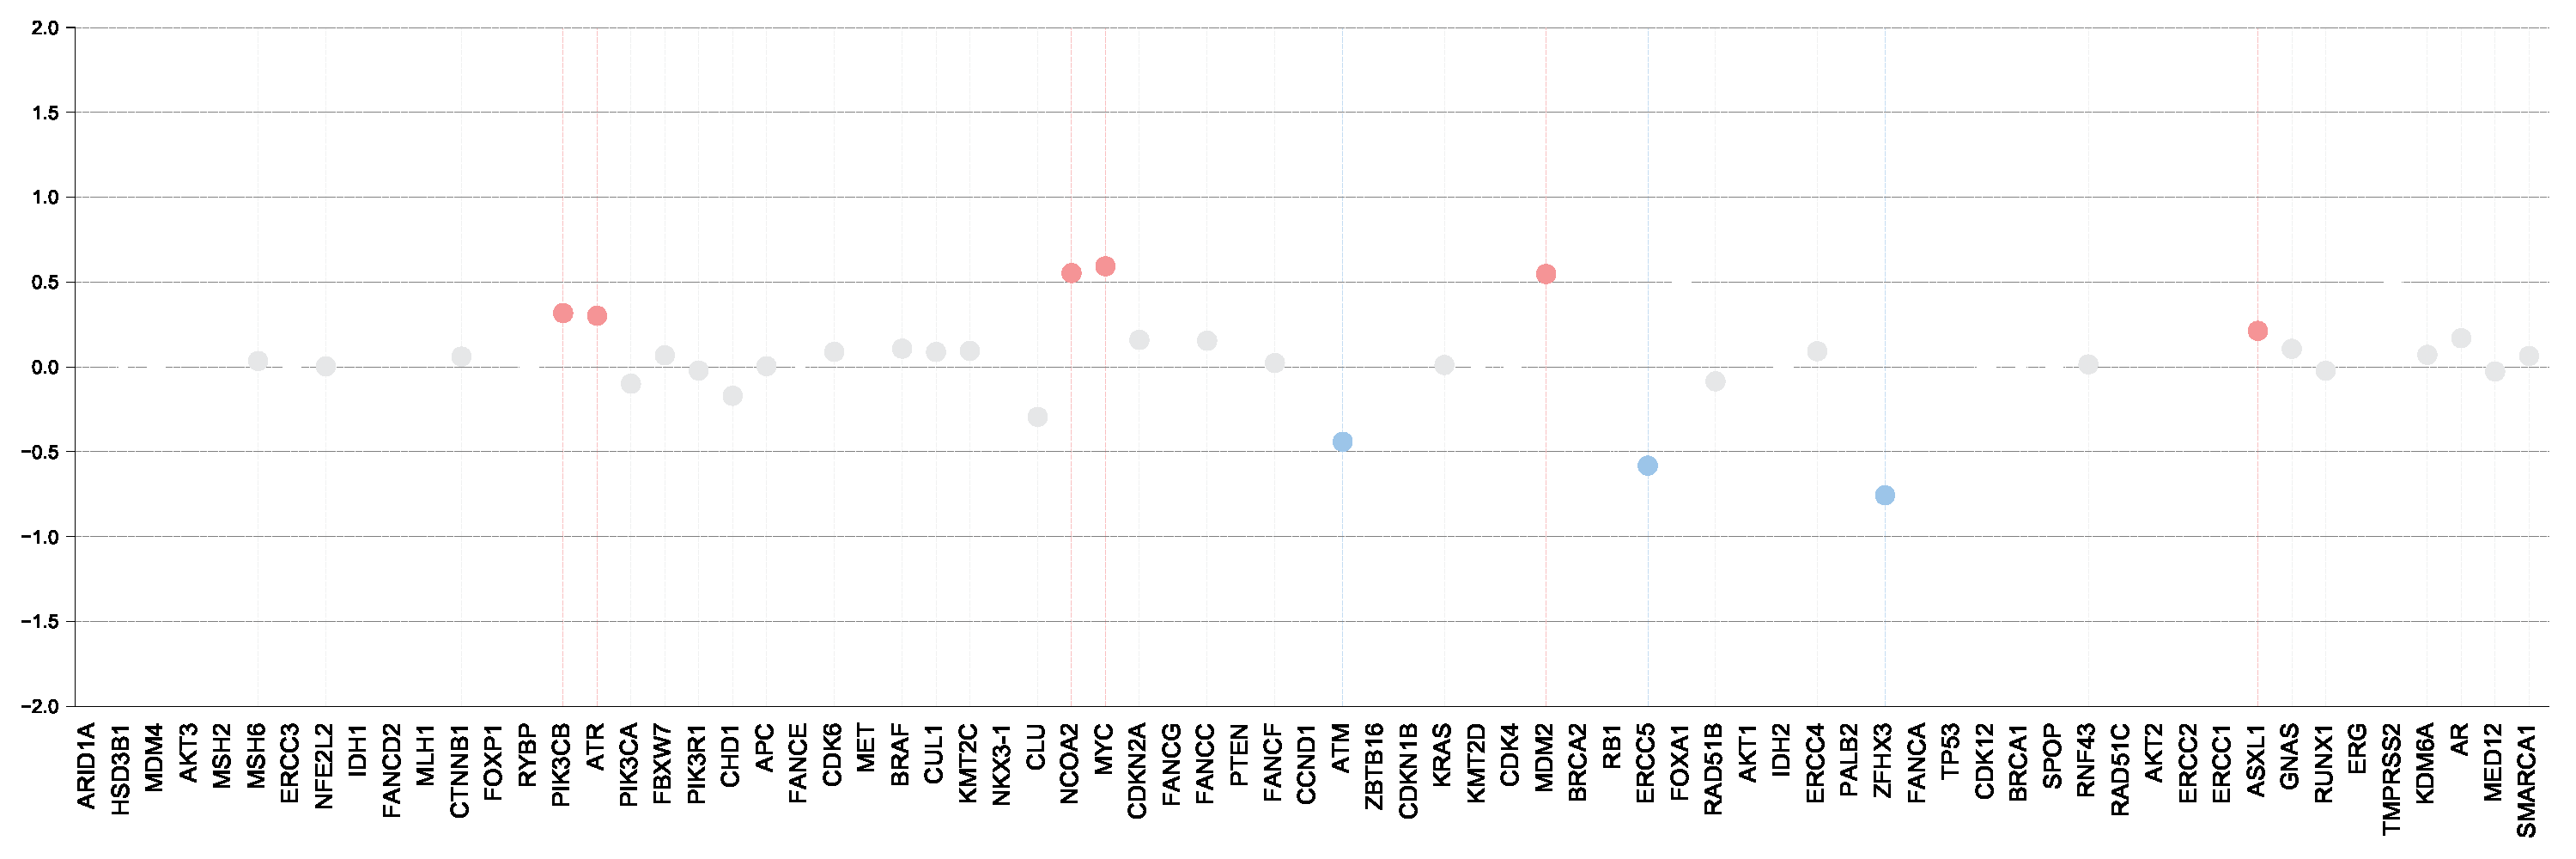 2.0
1.5
1.0
0.5
0.0
−0.5
−1.0
−1.5
−2.0
ARID1A
HSD3B1
MDM4
AKT3
MSH2
MSH6
ERCC3
NFE2L2
IDH1
FANCD2
MLH1
CTNNB1
FOXP1
RYBP
PIK3CB
ATR
PIK3CA
FBXW7
PIK3R1
CHD1
APC
FANCE
CDK6
MET
BRAF
CUL1
KMT2C
NKX3-1
CLU
NCOA2
MYC
CDKN2A
FANCG
FANCC
PTEN
FANCF
CCND1
ATM
ZBTB16
CDKN1B
KRAS
KMT2D
CDK4
MDM2
BRCA2
RB1
ERCC5
FOXA1
RAD51B
AKT1
IDH2
ERCC4
PALB2
ZFHX3
FANCA
TP53
CDK12
BRCA1
SPOP
RNF43
RAD51C
AKT2
ERCC2
ERCC1
ASXL1
GNAS
RUNX1
ERG
TMPRSS2
KDM6A
AR
MED12
SMARCA1